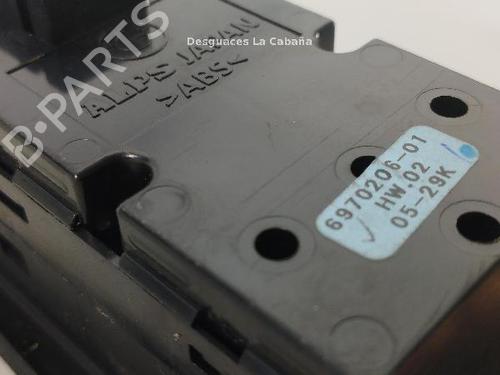 Desguaces La Cabaña
ALPS JAPAN
>ABS<
B-PARTS
6970206-01
HW.02
05-29K